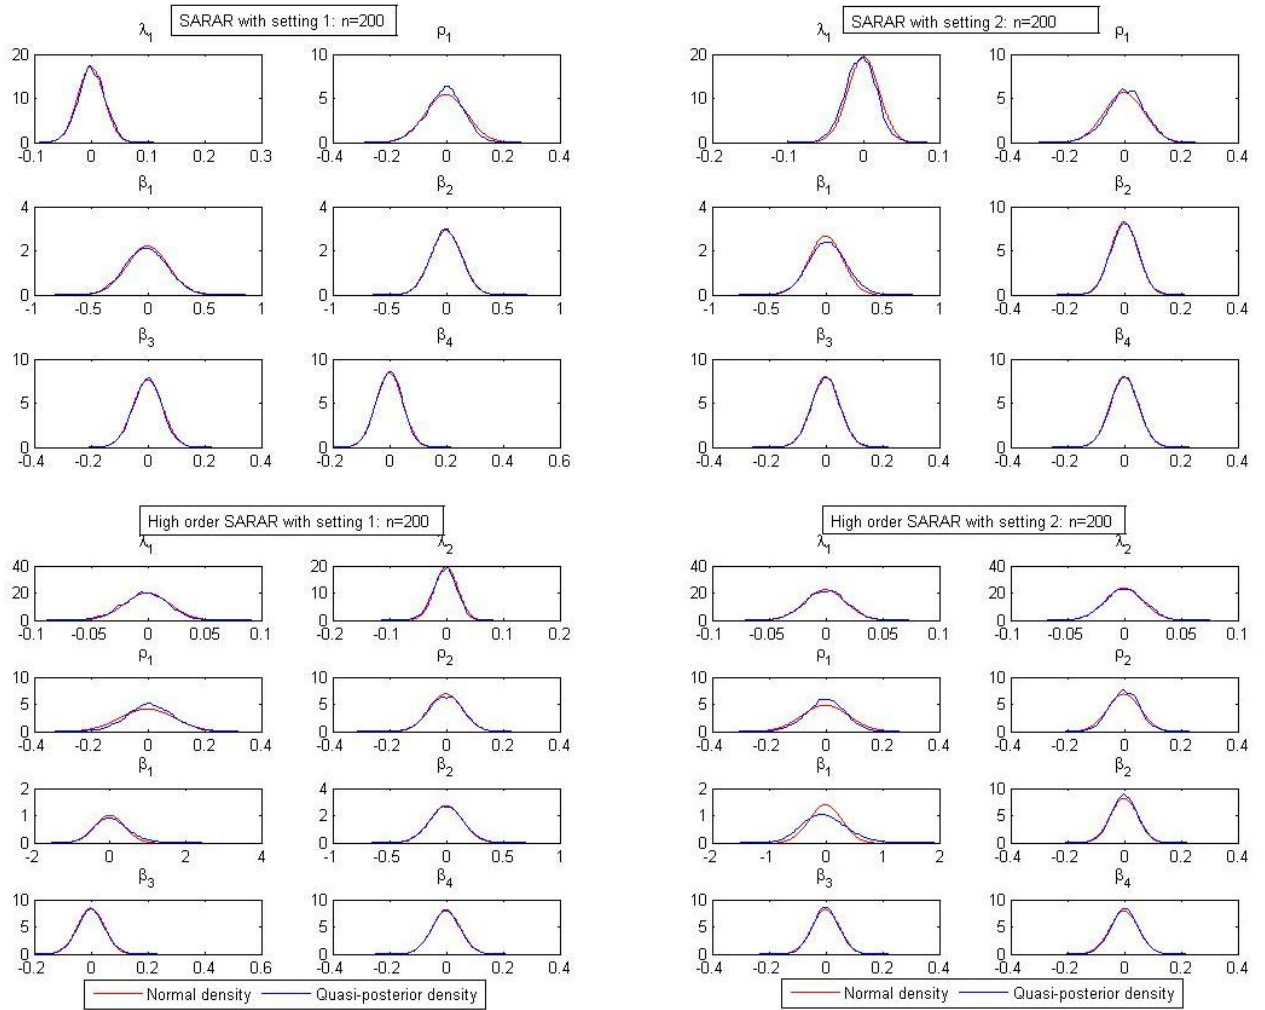 SARAR with setting 1: n=200
λ1
ρ1
20
10
0
-0.1 0 0.1 0.2 0.3
10
5
0
-0.4 -0.2 0 0.2 0.4
β1
β2
4
2
0
-1 -0.5 0 0.5 1
4
2
0
-1 -0.5 0 0.5 1
β3
β4
10
5
0
-0.4 -0.2 0 0.2 0.4
10
5
0
-0.2 0 0.2 0.4 0.6
SARAR with setting 2: n=200
λ1
ρ1
20
10
0
-0.2 -0.1 0 0.1
10
5
0
-0.4 -0.2 0 0.2 0.4
β1
β2
4
2
0
-1 -0.5 0 0.5 1
10
5
0
-0.4 -0.2 0 0.2 0.4
β3
β4
10
5
0
-0.4 -0.2 0 0.2 0.4
10
5
0
-0.4 -0.2 0 0.2 0.4
High order SARAR with setting 1: n=200
λ1
λ2
40
20
0
-0.1 -0.05 0 0.05 0.1
20
10
0
-0.2 -0.1 0 0.1 0.2
ρ1
ρ2
10
5
0
-0.4 -0.2 0 0.2 0.4
10
5
0
-0.4 -0.2 0 0.2 0.4
β1
β2
2
1
0
-2 0 2 4
4
2
0
-1 -0.5 0 0.5 1
β3
β4
10
5
0
-0.2 0 0.2 0.4 0.6
10
5
0
-0.4 -0.2 0 0.2 0.4
Normal density Quasi-posterior density
High order SARAR with setting 2: n=200
λ1
λ2
40
20
0
-0.1 -0.05 0 0.05 0.1
40
20
0
-0.1 -0.05 0 0.05 0.1
ρ1
ρ2
10
5
0
-0.4 -0.2 0 0.2 0.4
10
5
0
-0.4 -0.2 0 0.2 0.4
β1
β2
2
1
0
-2 -1 0 1 2
10
5
0
-0.4 -0.2 0 0.2 0.4
β3
β4
10
5
0
-0.4 -0.2 0 0.2 0.4
10
5
0
-0.4 -0.2 0 0.2 0.4
Normal density Quasi-posterior density